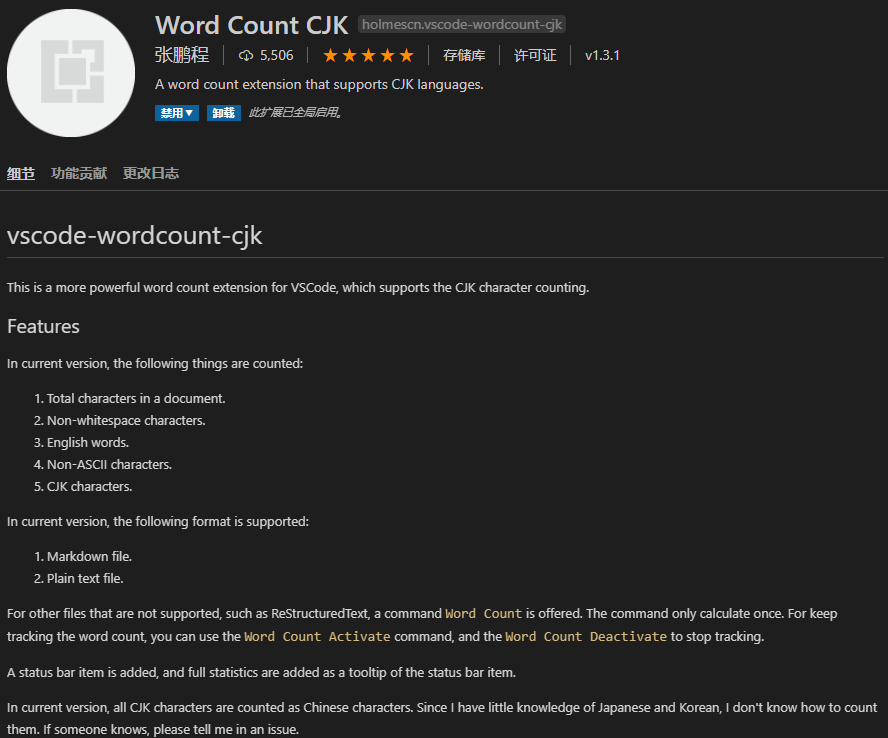 Word Count CJK holmescn.vscode-wordcount-cjk
张鹏程 5,506 存储库 许可证 v1.3.1
A word count extension that supports CJK languages.
禁用▼ 卸载 此扩展已全局启用。
细节 功能贡献 更改日志
vscode-wordcount-cjk
This is a more powerful word count extension for VSCode, which supports the CJK character counting.
Features
In current version, the following things are counted:
1. Total characters in a document.
2. Non-whitespace characters.
3. English words.
4. Non-ASCII characters.
5. CJK characters.
In current version, the following format is supported:
1. Markdown file.
2. Plain text file.
For other files that are not supported, such as ReStructuredText, a command Word Count is offered. The command only calculate once. For keep
tracking the word count, you can use the Word Count Activate command, and the Word Count Deactivate to stop tracking.
A status bar item is added, and full statistics are added as a tooltip of the status bar item.
In current version, all CJK characters are counted as Chinese characters. Since I have little knowledge of Japanese and Korean, I don't know how to count
them. If someone knows, please tell me in an issue.